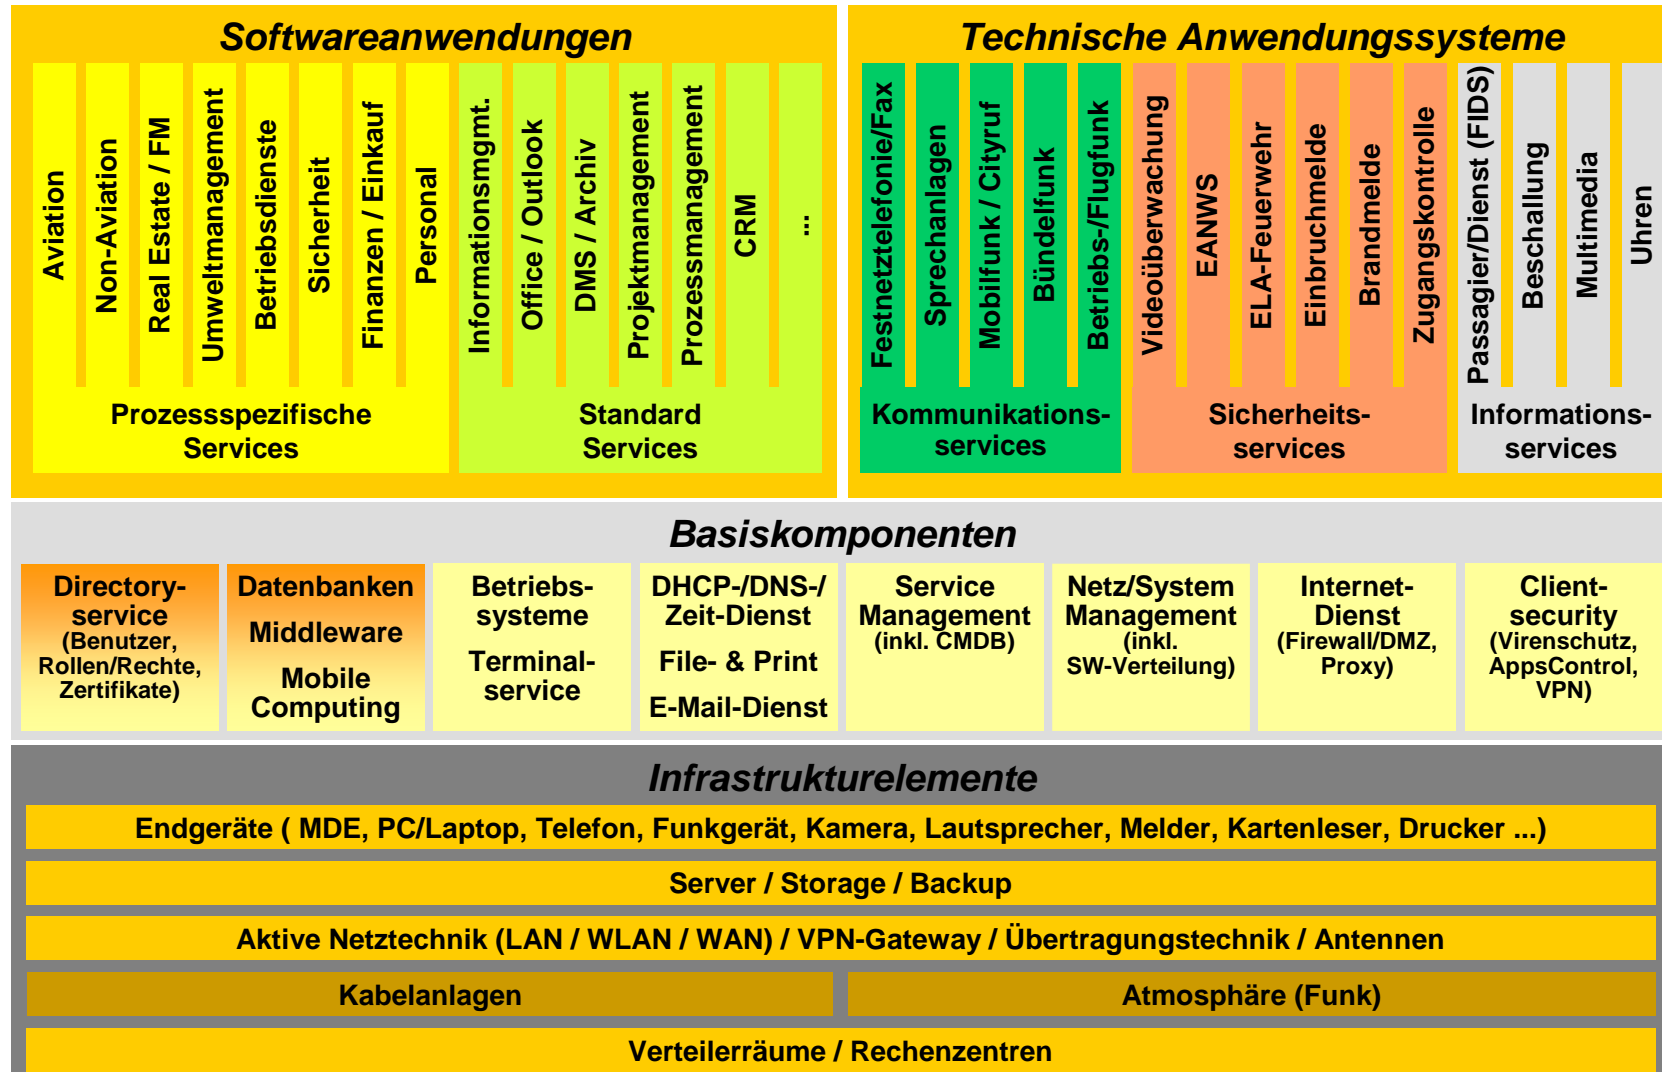 Softwareanwendungen
Aviation
Non-Aviation
Real Estate / FM
Umweltmanagement
Betriebsdienste
Sicherheit
Finanzen / Einkauf
Personal
Prozessspezifische
Services
Informationsmgmt.
Office / Outlook
DMS / Archiv
Projektmanagement
Prozessmanagement
CRM
...
Standard
Services
Technische Anwendungssysteme
Festnetztelefonie/Fax
Sprechanlagen
Mobilfunk / Cityruf
Bündelfunk
Betriebs-/Flugfunk
Kommunikations-
services
Videoüberwachung
EANWS
ELA-Feuerwehr
Einbruchmelde
Brandmelde
Zugangskontrolle
Sicherheits-
services
Passagier/Dienst (FIDS)
Beschallung
Multimedia
Uhren
Informations-
services
Basiskomponenten
Directory-
service
(Benutzer,
Rollen/Rechte,
Zertifikate)
Datenbanken
Middleware
Mobile
Computing
Betriebs-
systeme
Terminal-
service
DHCP-/DNS-/
Zeit-Dienst
File- & Print
E-Mail-Dienst
Service
Management
(inkl. CMDB)
Netz/System
Management
(inkl.
SW-Verteilung)
Internet-
Dienst
(Firewall/DMZ,
Proxy)
Client-
security
(Virenschutz,
AppsControl,
VPN)
Infrastrukturelemente
Endgeräte ( MDE, PC/Laptop, Telefon, Funkgerät, Kamera, Lautsprecher, Melder, Kartenleser, Drucker ...)
Server / Storage / Backup
Aktive Netztechnik (LAN / WLAN / WAN) / VPN-Gateway / Übertragungstechnik / Antennen
Kabelanlagen
Atmosphäre (Funk)
Verteilerräume / Rechenzentren